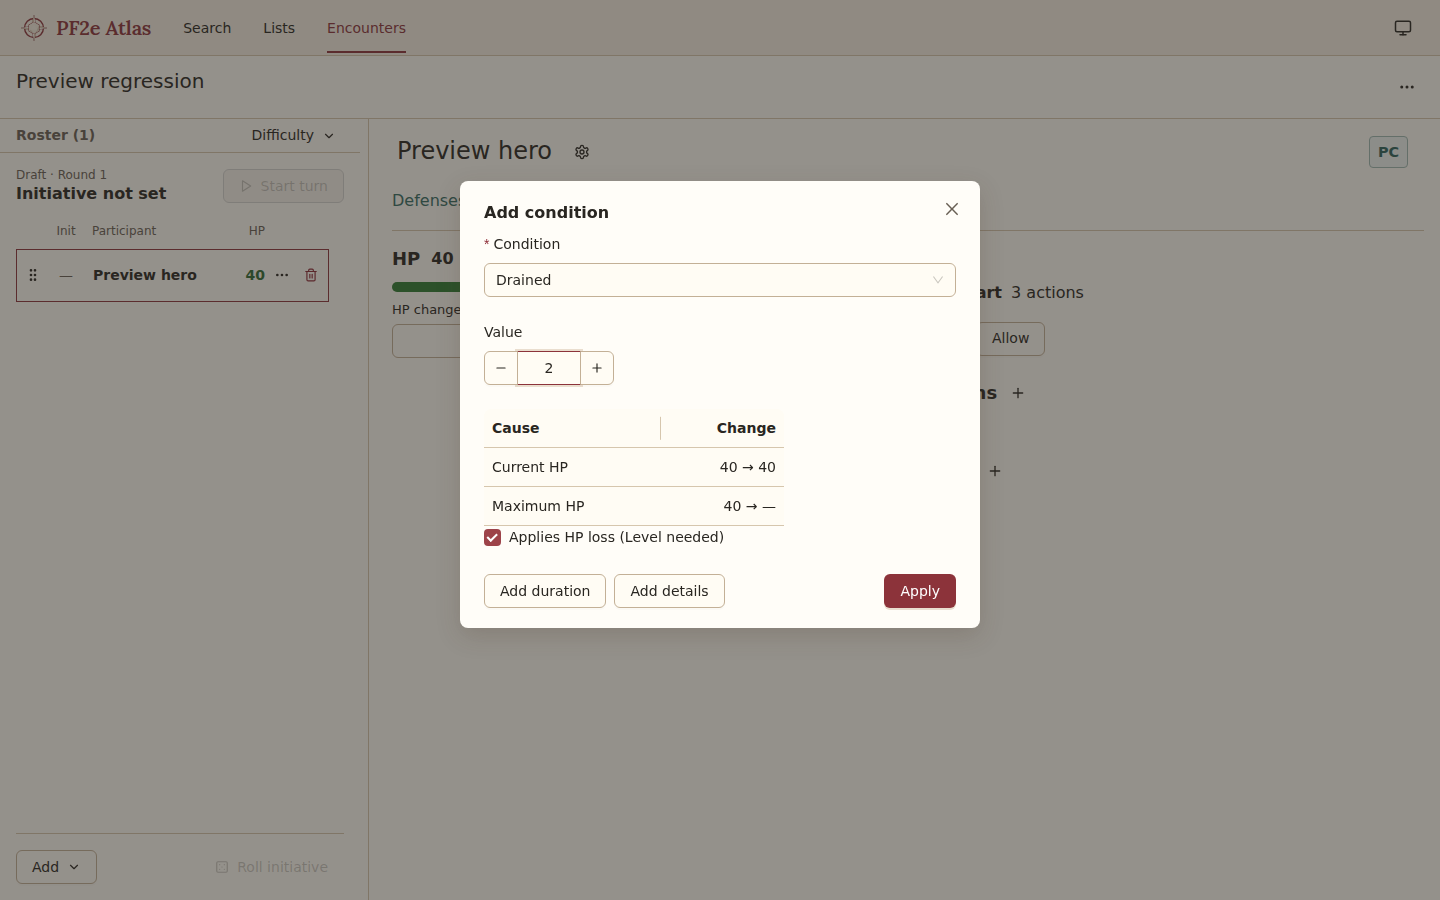 PF2e Atlas Search Lists Encounters
Preview regression
Roster (1) Difficulty
Draft · Round 1
Initiative not set
Start turn
Init Participant HP
— Preview hero 40
Add
Roll initiative
Preview hero
PC
Defenses
HP 40
HP change
art 3 actions
Allow
ns
Add condition
* Condition
Drained
Value
2
Cause Change
Current HP 40 → 40
Maximum HP 40 → —
Applies HP loss (Level needed)
Add duration Add details Apply